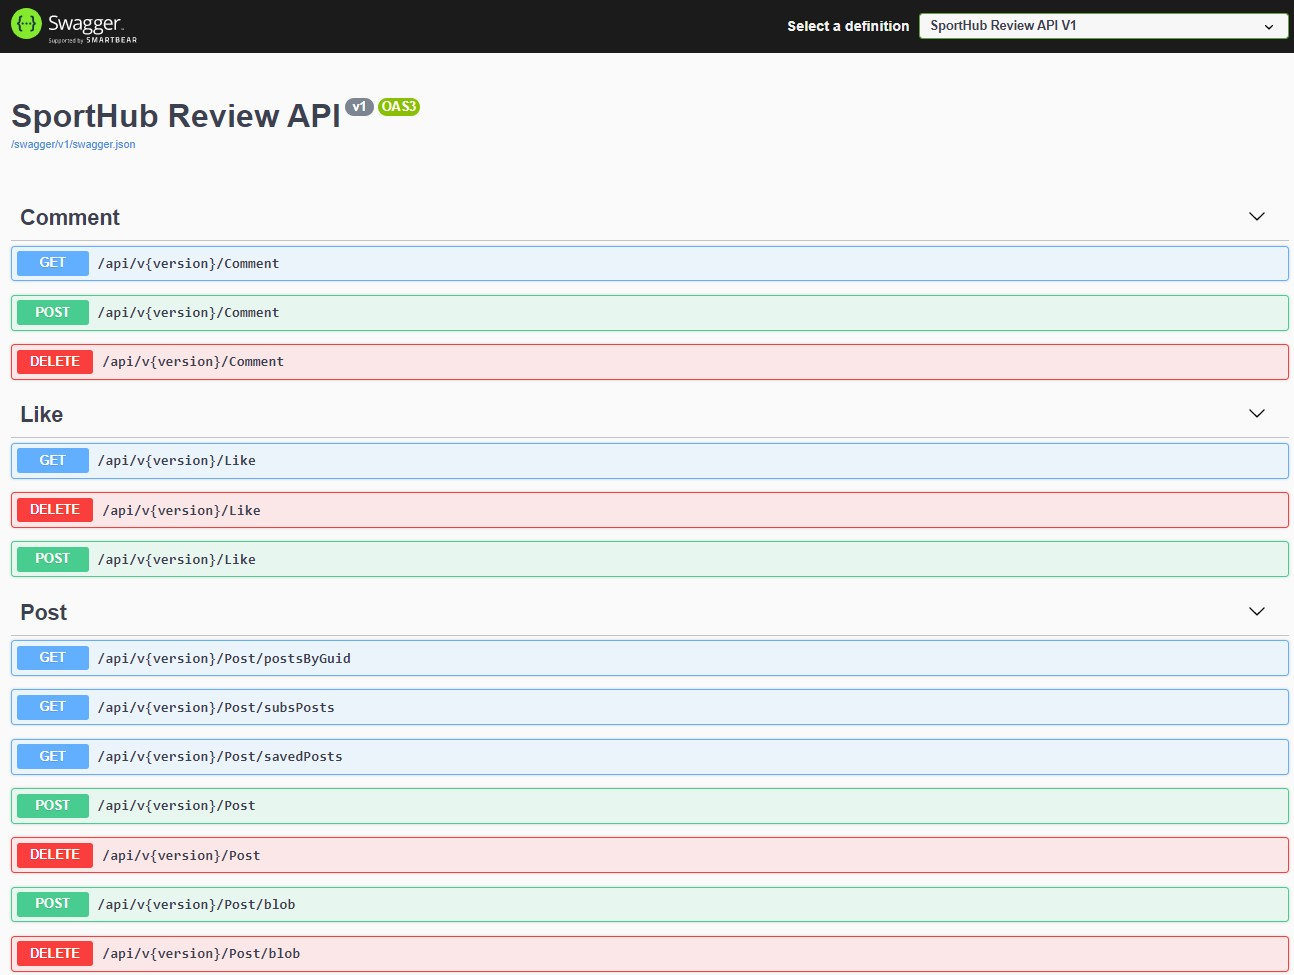 Swagger
Supported by SMARTBEAR
Select a definition
SportHub Review API V1
SportHub Review API v1 OAS3
/swagger/v1/swagger.json
Comment
GET /api/v{version}/Comment
POST /api/v{version}/Comment
DELETE /api/v{version}/Comment
Like
GET /api/v{version}/Like
DELETE /api/v{version}/Like
POST /api/v{version}/Like
Post
GET /api/v{version}/Post/postsByGuid
GET /api/v{version}/Post/subsPosts
GET /api/v{version}/Post/savedPosts
POST /api/v{version}/Post
DELETE /api/v{version}/Post
POST /api/v{version}/Post/blob
DELETE /api/v{version}/Post/blob